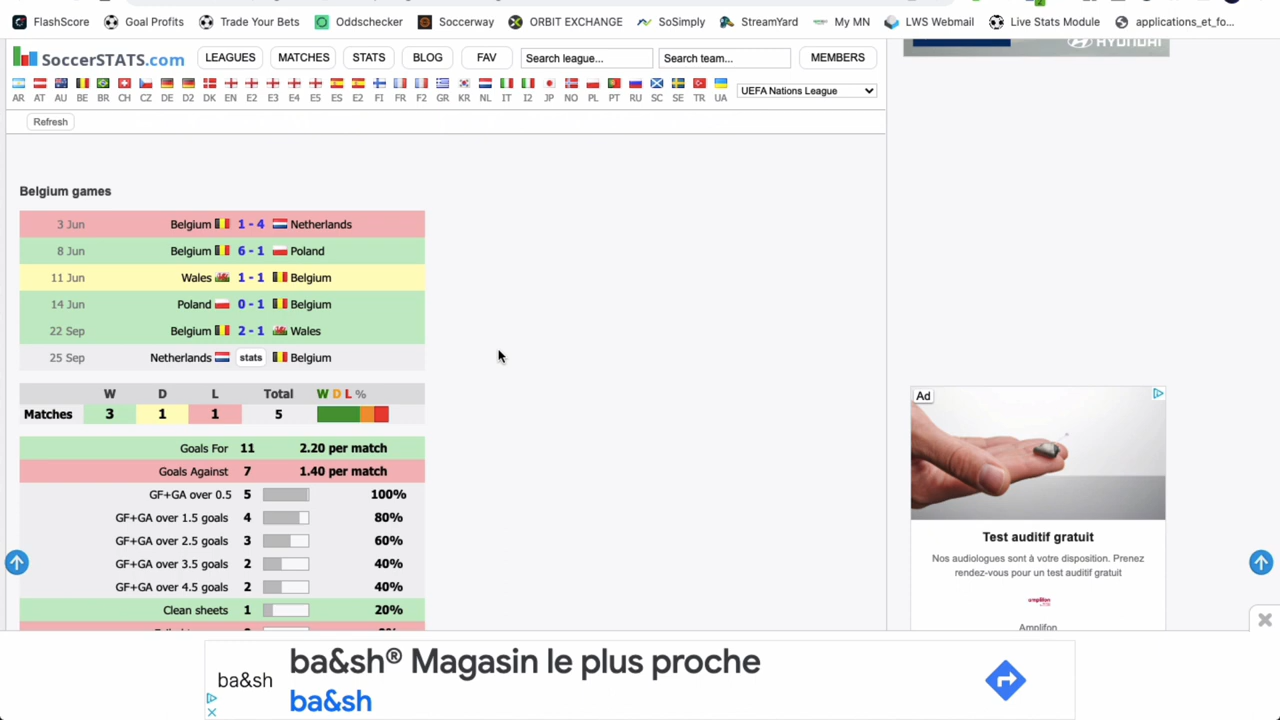 FlashScore Goal Profits Trade Your Bets Oddschecker Soccerway ORBIT EXCHANGE SoSimply StreamYard My MN LWS Webmail Live Stats Module applications_et_fo...
SoccerSTATS.com LEAGUES MATCHES STATS BLOG FAV Search league... Search team... MEMBERS
HYUNDAI
AR AT AU BE BR CH CZ DE D2 DK EN E2 E3 E4 E5 ES E2 FI FR F2 GR KR NL IT I2 JP NO PL PT RU SC SE TR UA UEFA Nations League
Refresh
Belgium games
3 Jun Belgium 1 - 4 Netherlands
8 Jun Belgium 6 - 1 Poland
11 Jun Wales 1 - 1 Belgium
14 Jun Poland 0 - 1 Belgium
22 Sep Belgium 2 - 1 Wales
25 Sep Netherlands stats Belgium
W D L Total W D L %
Matches 3 1 1 5
Goals For 11 2.20 per match
Goals Against 7 1.40 per match
GF+GA over 0.5 5 100%
GF+GA over 1.5 goals 4 80%
GF+GA over 2.5 goals 3 60%
GF+GA over 3.5 goals 2 40%
GF+GA over 4.5 goals 2 40%
Clean sheets 1 20%
Ad
Test auditif gratuit
Nos audiologues sont à votre disposition. Prenez
rendez-vous pour un test auditif gratuit
amplifon
Amplifon
ba&sh
ba&sh® Magasin le plus proche
ba&sh